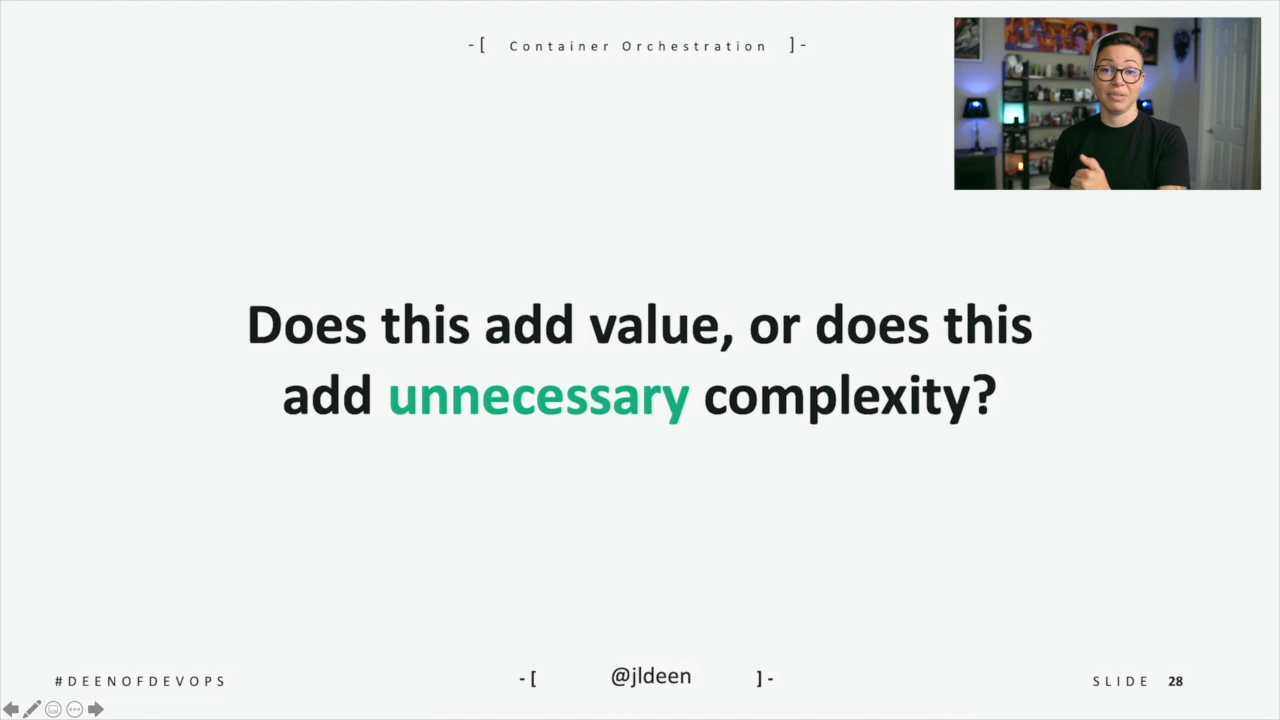 -[ Container Orchestration ]-
Does this add value, or does this
add unnecessary complexity?
#DEENOFDEVOPS
-[ @jldeen ]-
SLIDE 28